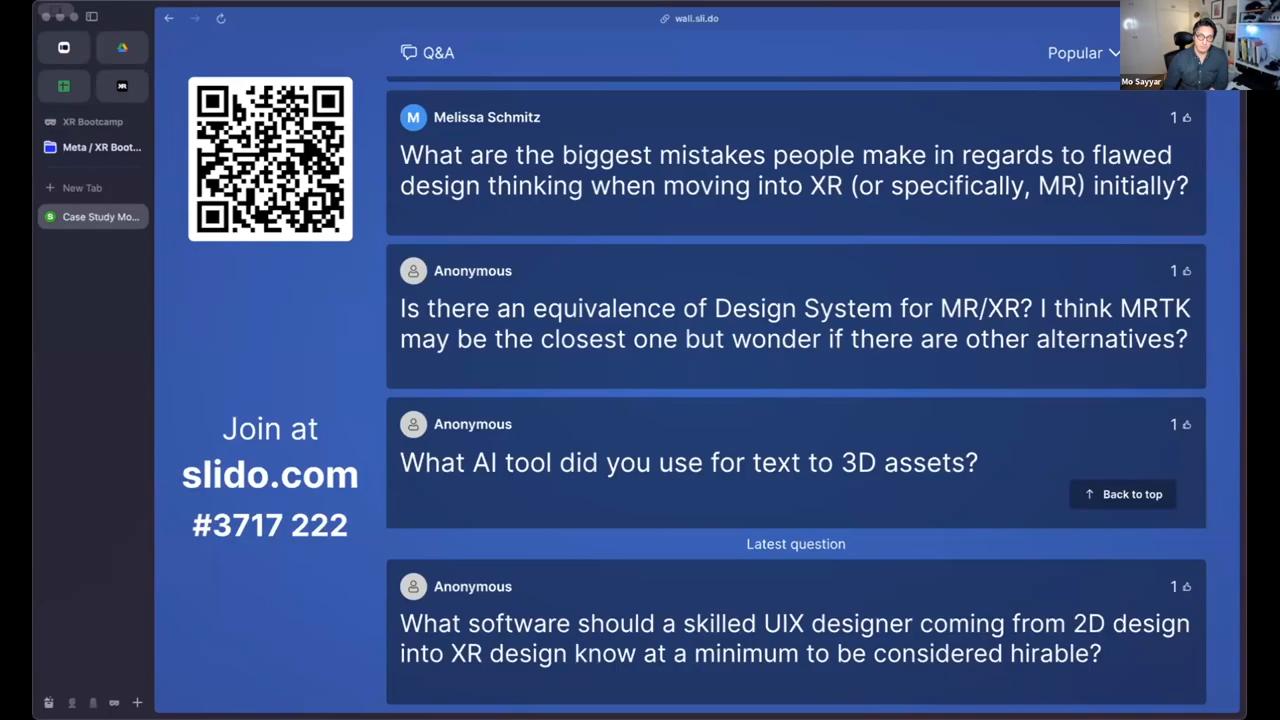 wall.sli.do
Q&A
Popular
Mo Sayyar
XR
XR Bootcamp
Meta / XR Boot...
New Tab
Case Study Mo...
Join at
slido.com
#3717 222
M
Melissa Schmitz
1
What are the biggest mistakes people make in regards to flawed
design thinking when moving into XR (or specifically, MR) initially?
Anonymous
1
Is there an equivalence of Design System for MR/XR? I think MRTK
may be the closest one but wonder if there are other alternatives?
Anonymous
1
What AI tool did you use for text to 3D assets?
Back to top
Latest question
Anonymous
1
What software should a skilled UIX designer coming from 2D design
into XR design know at a minimum to be considered hirable?